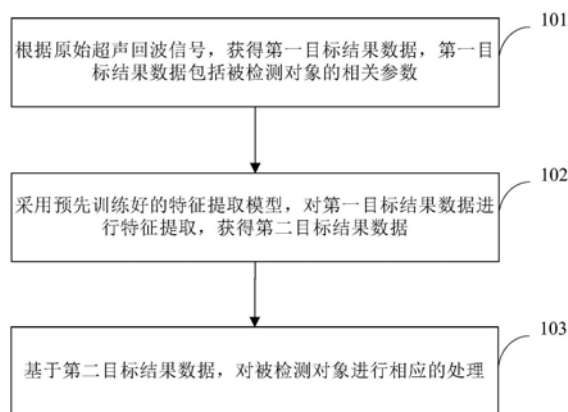 101
根据原始超声回波信号，获得第一目标结果数据，第一目
标结果数据包括被检测对象的相关参数
102
采用预先训练好的特征提取模型，对第一目标结果数据进
行特征提取，获得第二目标结果数据
103
基于第二目标结果数据，对被检测对象进行相应的处理